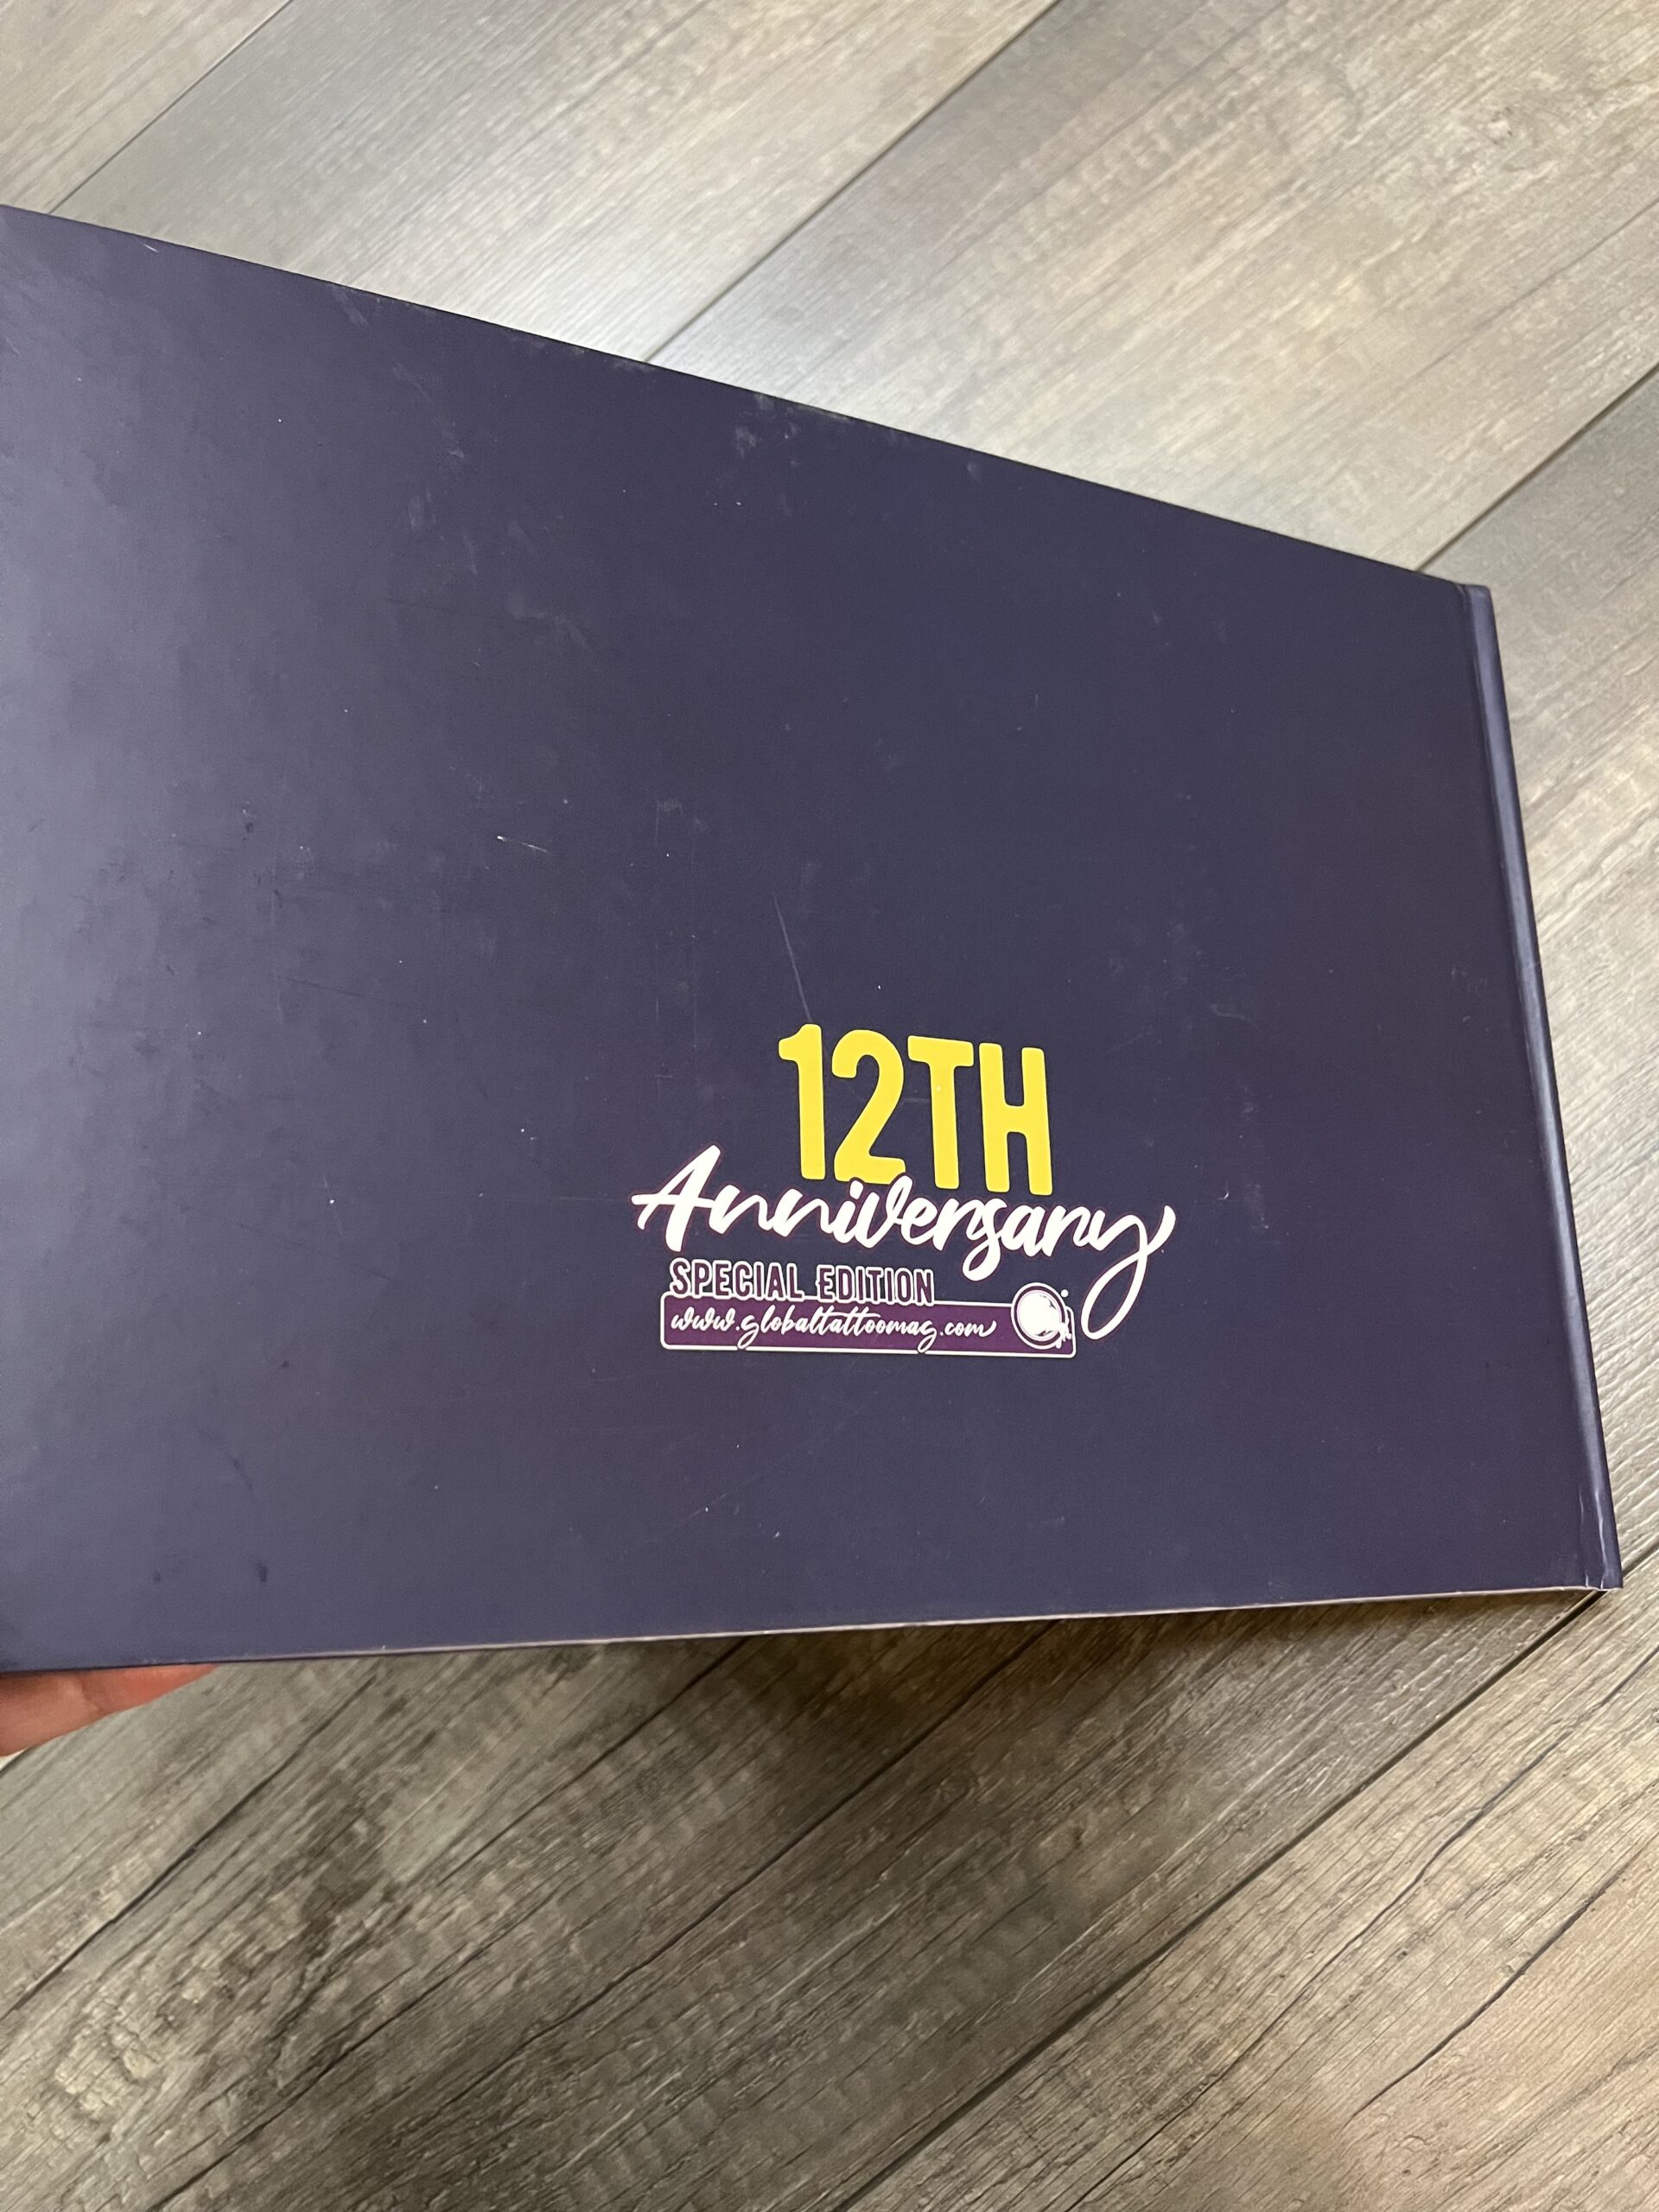 12TH
Anniversary
SPECIAL EDITION
www.globaltattoomag.com